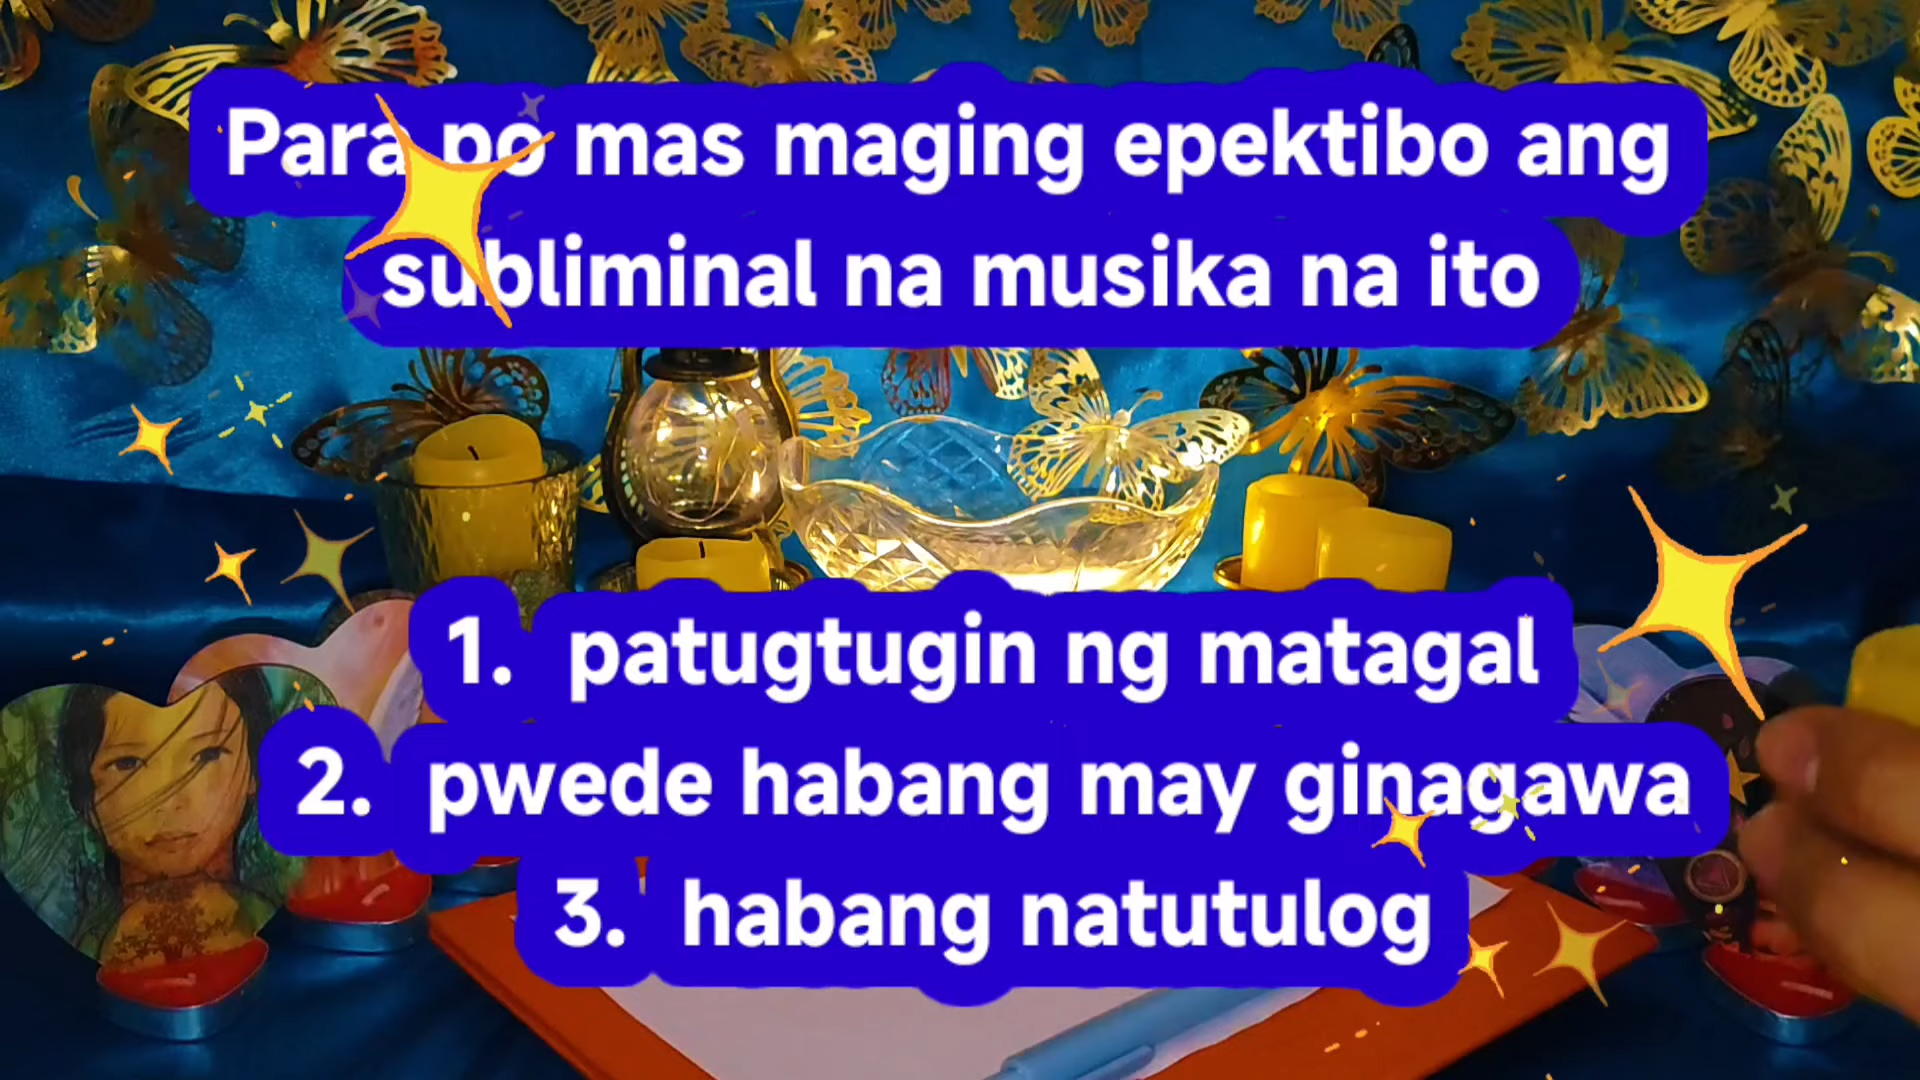 Para po mas maging epektibo ang
subliminal na musika na ito
1. patugtugin ng matagal
2. pwede habang may ginagawa
3. habang natutulog